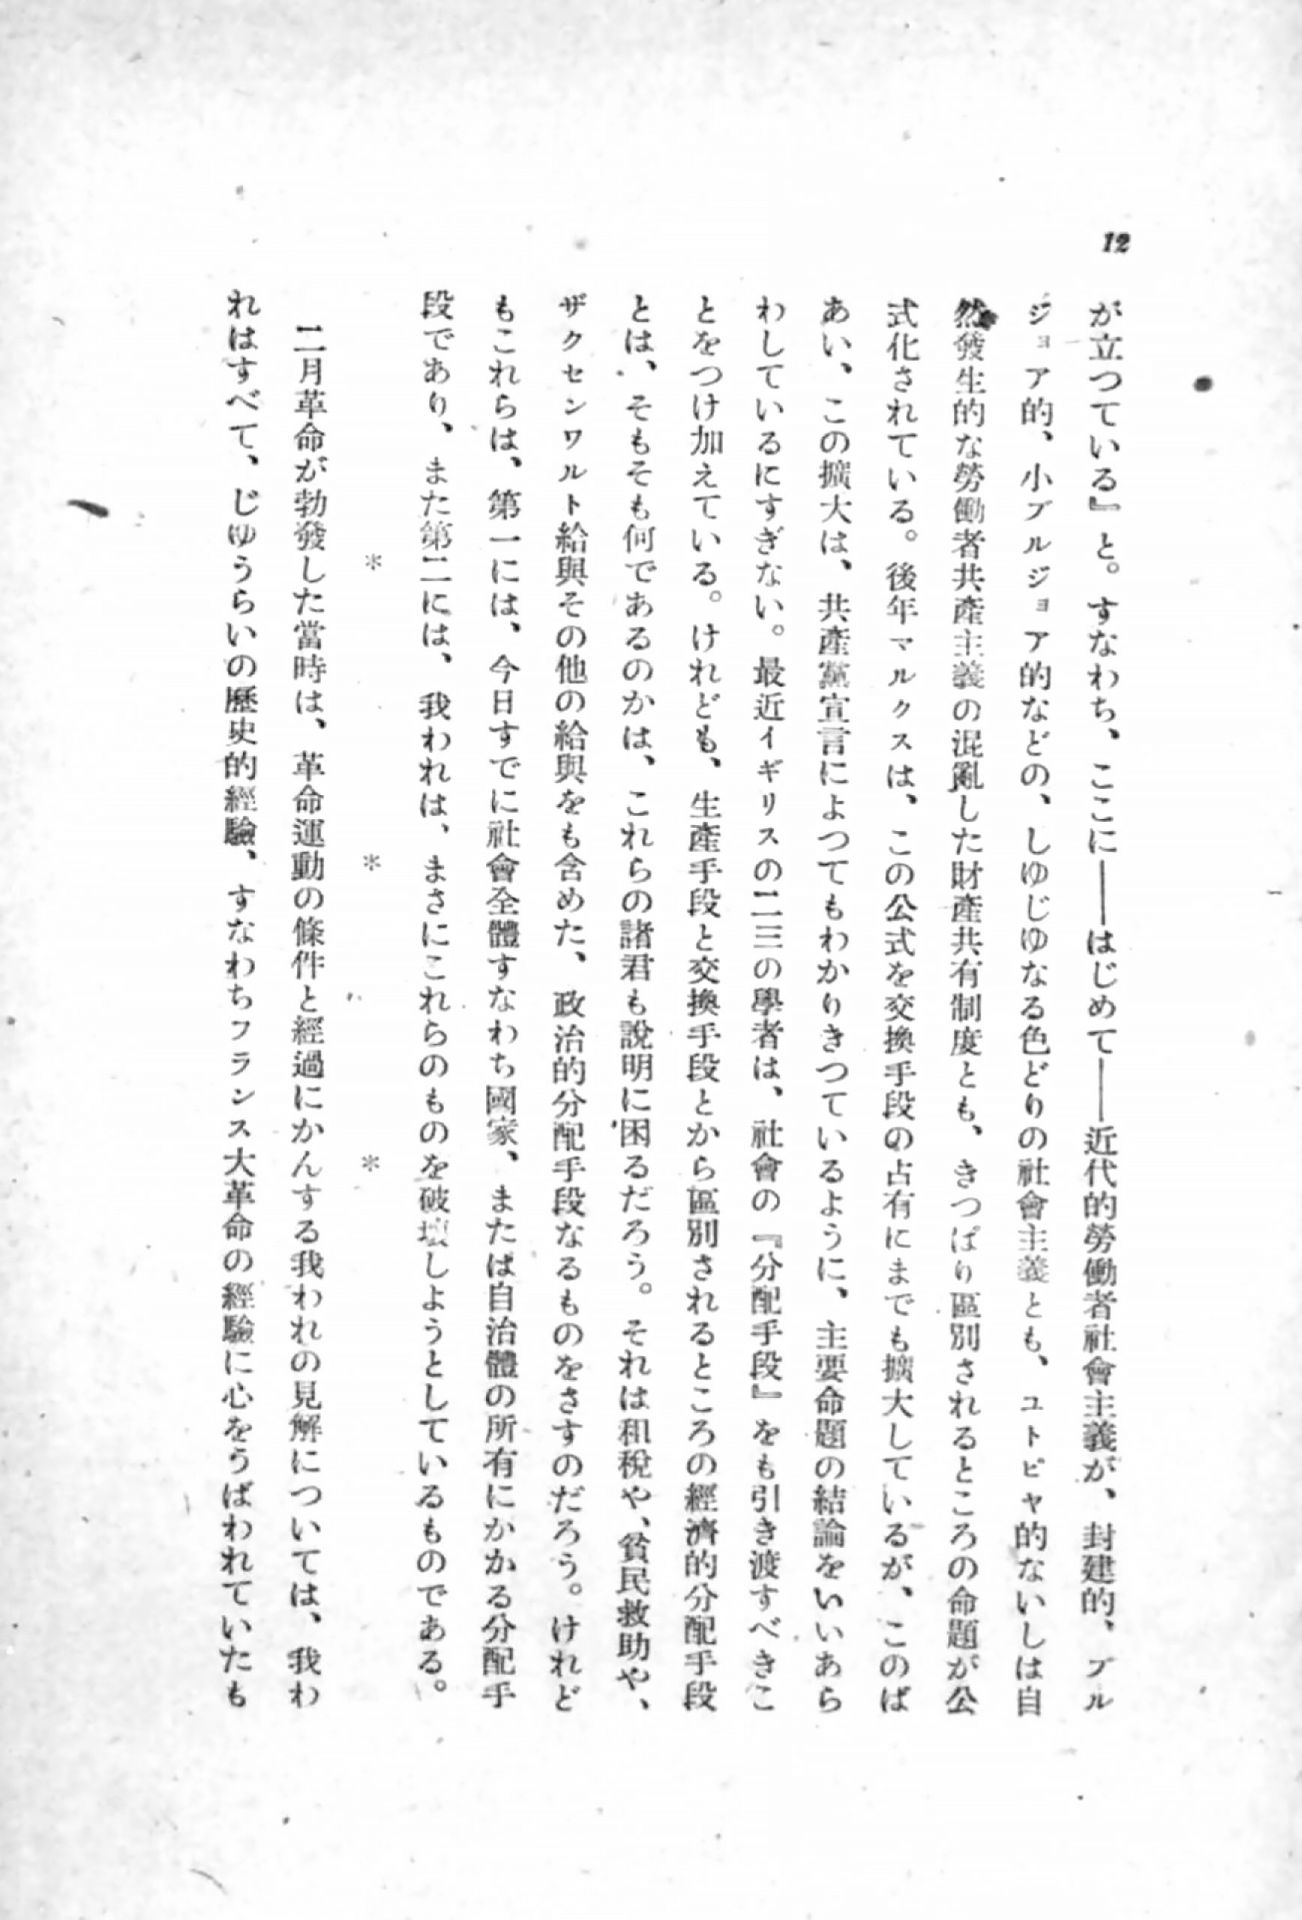 12
が立つている』と。すなわち、ここに――はじめて――近代的勞働者社會主義が、封建的、ブル
ジョア的、小ブルジョア的などの、しゆじゆなる色どりの社會主義とも、ユトピヤ的ないしは自
然發生的な勞働者共產主義の混亂した財產共有制度とも、きつぱり區別されるところの命題が公
式化されている。後年マルクスは、この公式を交換手段の占有にまでも擴大しているが、このば
あい、この擴大は、共產黨宣言によつてもわかりきつているように、主要命題の結論をいいあら
わしているにすぎない。最近イギリスの二三の學者は、社會の『分配手段』をも引き渡すべきこ
とをつけ加えている。けれども、生產手段と交換手段とから區別されるところの經濟的分配手段
とは、そもそも何であるのかは、これらの諸君も說明に困るだろう。それは租稅や、貧民救助や、
ザクセンワルト給與その他の給與をも含めた、政治的分配手段なるものをさすのだろう。けれど
もこれらは、第一には、今日すでに社會全體すなわち國家、または自治體の所有にかかる分配手
段であり、また第二には、我われは、まさにこれらのものを破壞しようとしているものである。
＊　＊　＊
二月革命が勃發した當時は、革命運動の條件と經過にかんする我われの見解については、我わ
れはすべて、じゆうらいの歷史的經驗、すなわちフランス大革命の經驗に心をうばわれていたも